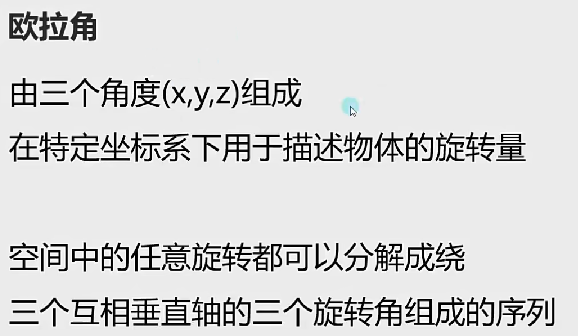 欧拉角
由三个角度(x,y,z)组成
在特定坐标系下用于描述物体的旋转量
空间中的任意旋转都可以分解成绕
三个互相垂直轴的三个旋转角组成的序列